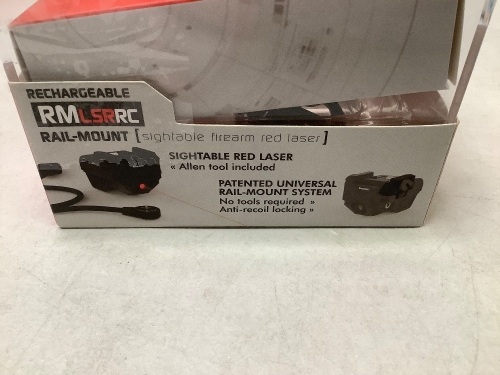 RECHARGEABLE
RMLSRRC
RAIL-MOUNT [sightable firearm red laser]
SIGHTABLE RED LASER
« Allen tool included
PATENTED UNIVERSAL
RAIL-MOUNT SYSTEM
No tools required »
Anti-recoil locking »